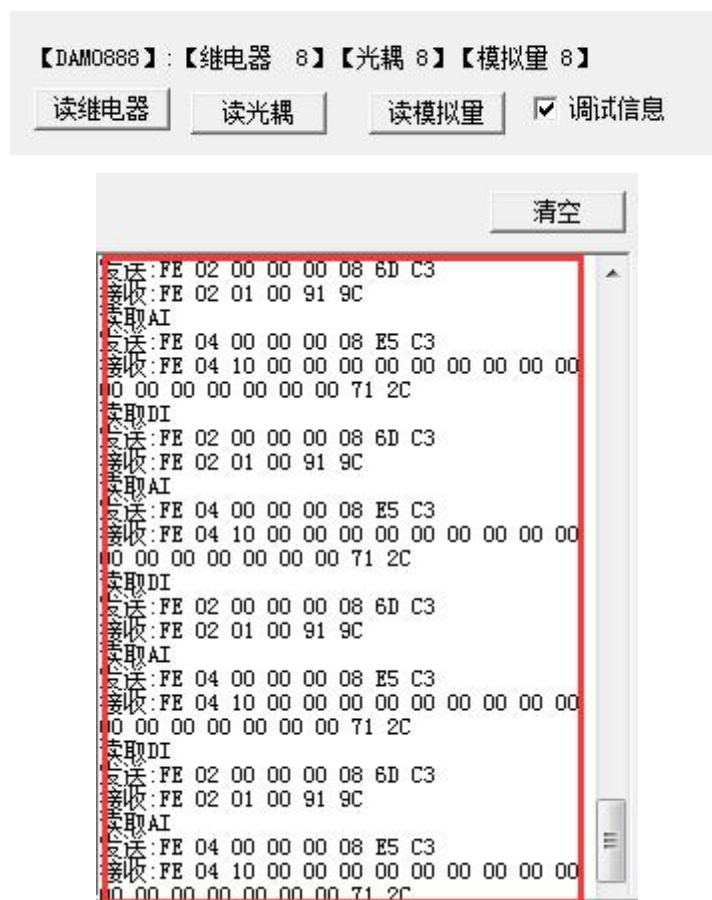 【DAM0888】:【继电器 8】【光耦 8】【模拟量 8】
读继电器 读光耦 读模拟量 调试信息
清空
发送:FE 02 00 00 00 08 6D C3
接收:FE 02 01 00 91 9C
读取AI
发送:FE 04 00 00 00 08 E5 C3
接收:FE 04 10 00 00 00 00 00 00 00 00 00
00 00 00 00 00 00 00 71 2C
读取DI
发送:FE 02 00 00 00 08 6D C3
接收:FE 02 01 00 91 9C
读取AI
发送:FE 04 00 00 00 08 E5 C3
接收:FE 04 10 00 00 00 00 00 00 00 00 00
00 00 00 00 00 00 00 71 2C
读取DI
发送:FE 02 00 00 00 08 6D C3
接收:FE 02 01 00 91 9C
读取AI
发送:FE 04 00 00 00 08 E5 C3
接收:FE 04 10 00 00 00 00 00 00 00 00 00
00 00 00 00 00 00 00 71 2C
读取DI
发送:FE 02 00 00 00 08 6D C3
接收:FE 02 01 00 91 9C
读取AI
发送:FE 04 00 00 00 08 E5 C3
接收:FE 04 10 00 00 00 00 00 00 00 00 00
00 00 00 00 00 00 00 71 2C